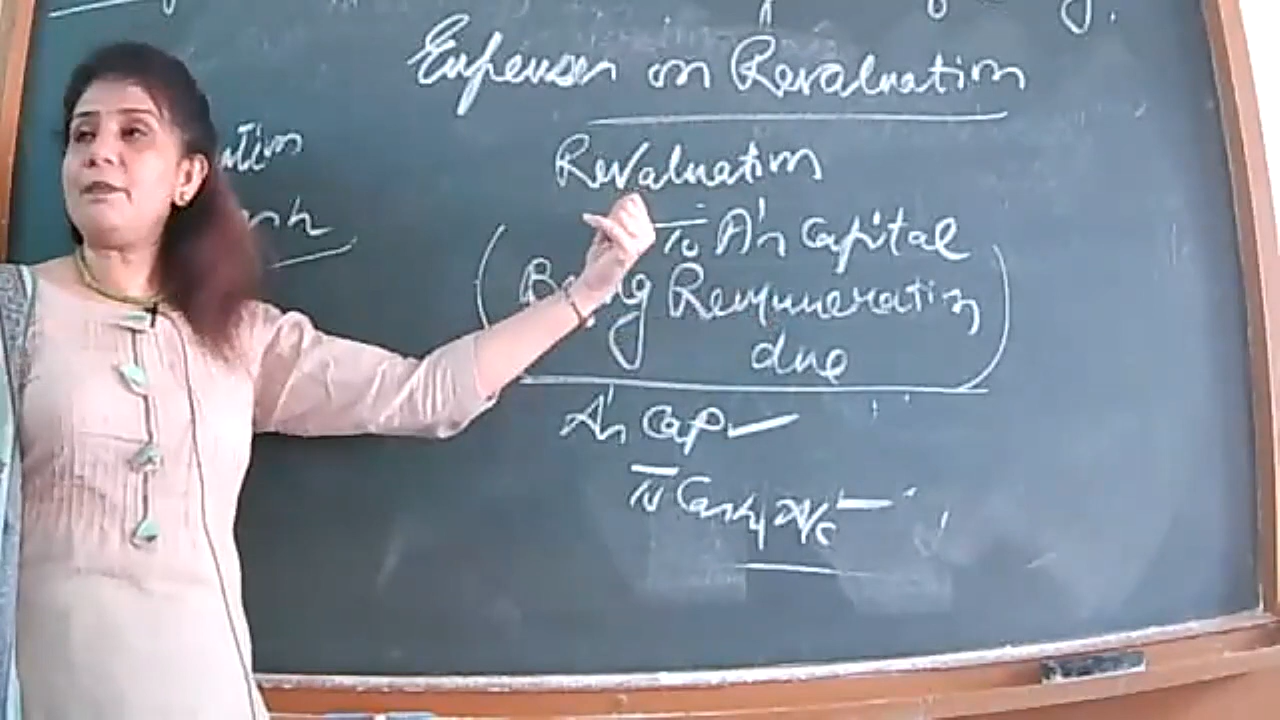 Expenses on Revaluation
Revaluation
To A's Capital
(Being Remuneration
due)
A's Cap
To Cash A/c